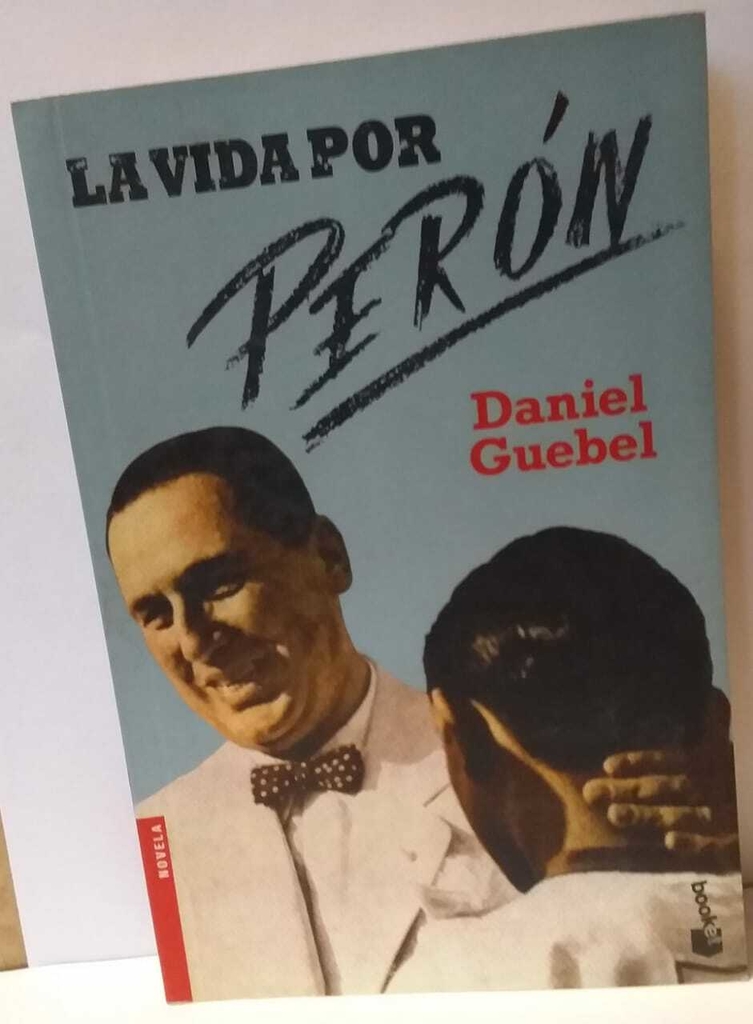 LA VIDA POR
PERÓN
Daniel
Guebel
NOVELA
booket